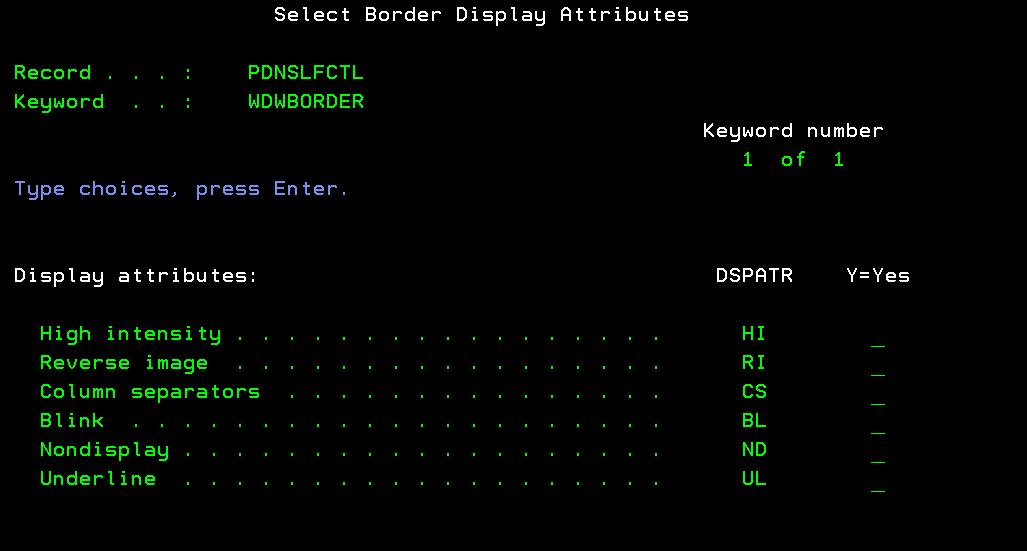 Select Border Display Attributes
Record . . . :    PDNSLFCTL
Keyword  . . :    WDWBORDER
Keyword number
1  of  1
Type choices, press Enter.
Display attributes:    DSPATR    Y=Yes
High intensity . . . . . . . . . . . . . . . . .    HI    _
Reverse image  . . . . . . . . . . . . . . . . .    RI    _
Column separators  . . . . . . . . . . . . . . .    CS    _
Blink  . . . . . . . . . . . . . . . . . . . . .    BL    _
Nondisplay . . . . . . . . . . . . . . . . . . .    ND    _
Underline  . . . . . . . . . . . . . . . . . . .    UL    _